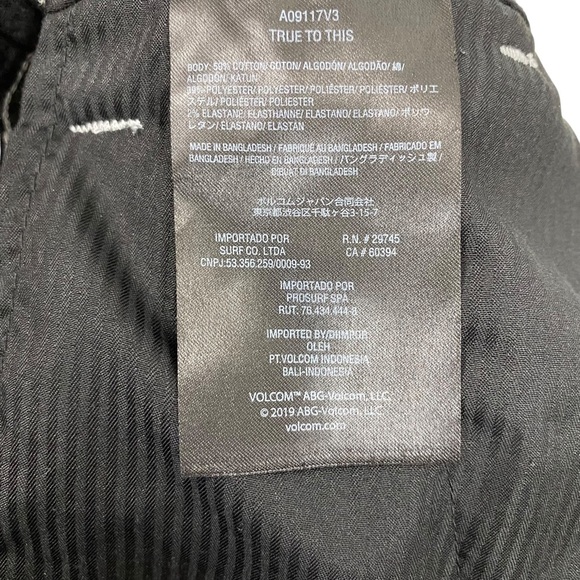 A09117V3
TRUE TO THIS
BODY: 59% COTTON/ COTON/ ALGODÓN/ ALGODÃO/ 綿/
ALGODÓN/ KATUN
39% POLYESTER/ POLYESTER/ POLIÉSTER/ POLIÉSTER/ ポリエ
ステル/ POLIÉSTER/ POLIESTER
2% ELASTANE/ ELASTHANNE/ ELASTANO/ ELASTANO/ ポリウ
レタン/ ELASTANO/ ELASTAN
MADE IN BANGLADESH / FABRIQUÉ AU BANGLADESH / FABRICADO EM
BANGLADESH / HECHO EN BANGLADESH / バングラディッシュ製 /
DIBUAT DI BANGLADESH
ボルコムジャパン合同会社
東京都渋谷区千駄ヶ谷3-15-7
IMPORTADO POR
SURF CO. LTDA
CNPJ:53.356.259/0009-93
R.N. # 29745
CA # 60394
IMPORTADO POR
PROSURF SPA
RUT: 76.434.444-8
IMPORTED BY/DIIMPOR
OLEH
PT.VOLCOM INDONESIA
BALI-INDONESIA
VOLCOM™ ABG-Volcom, LLC.
© 2019 ABG-Volcom, LLC.
volcom.com